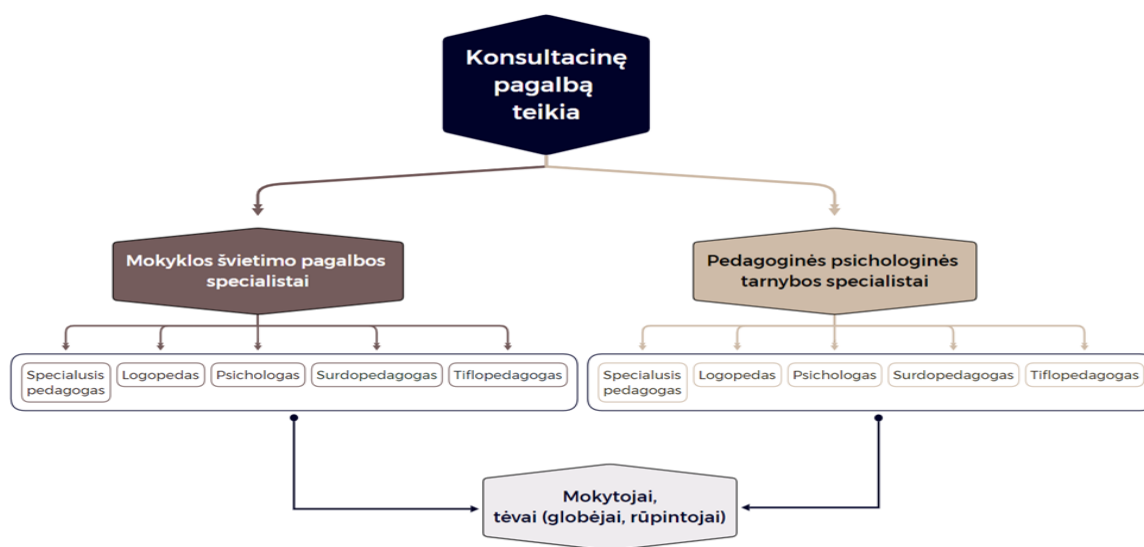 Konsultacinę
pagalbą
teikia
Mokyklos švietimo pagalbos
specialistai
Pedagoginės psichologinės
tarnybos specialistai
Specialusis
pedagogas
Logopedas
Psichologas
Surdopedagogas
Tiflopedagogas
Specialusis
pedagogas
Logopedas
Psichologas
Surdopedagogas
Tiflopedagogas
Mokytojai,
tėvai (globėjai, rūpintojai)